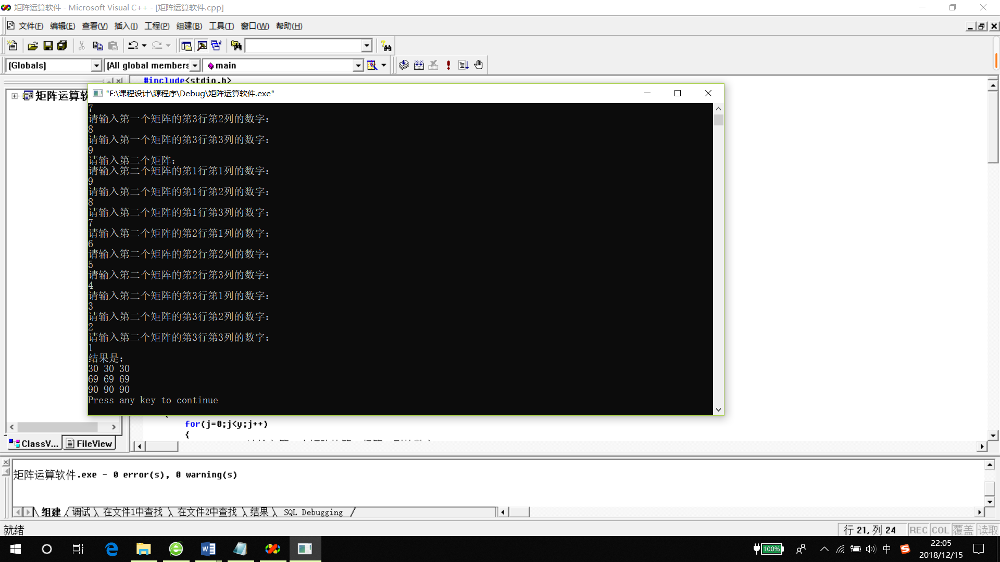 矩阵运算软件 - Microsoft Visual C++ - [矩阵运算软件.cpp]
文件(F) 编辑(E) 查看(V) 插入(I) 工程(P) 组建(B) 工具(T) 窗口(W) 帮助(H)
(Globals) (All global members main
#include<stdio.h>
矩阵运算软
"F:\课程设计\源程序\Debug\矩阵运算软件.exe"
7
请输入第一个矩阵的第3行第2列的数字:
8
请输入第一个矩阵的第3行第3列的数字:
9
请输入第二个矩阵:
请输入第二个矩阵的第1行第1列的数字:
9
请输入第二个矩阵的第1行第2列的数字:
8
请输入第二个矩阵的第1行第3列的数字:
7
请输入第二个矩阵的第2行第1列的数字:
6
请输入第二个矩阵的第2行第2列的数字:
5
请输入第二个矩阵的第2行第3列的数字:
4
请输入第二个矩阵的第3行第1列的数字:
3
请输入第二个矩阵的第3行第2列的数字:
2
请输入第二个矩阵的第3行第3列的数字:
1
结果是:
30 30 30
69 69 69
90 90 90
Press any key to continue
for(j=0;j<y;j++)
{
ClassV... FileView
矩阵运算软件.exe - 0 error(s), 0 warning(s)
组建 调试 在文件1中查找 在文件2中查找 结果 SQL Debugging
就绪 行 21,列 24 REC COL 覆盖 读取
100% 中 22:05
2018/12/15